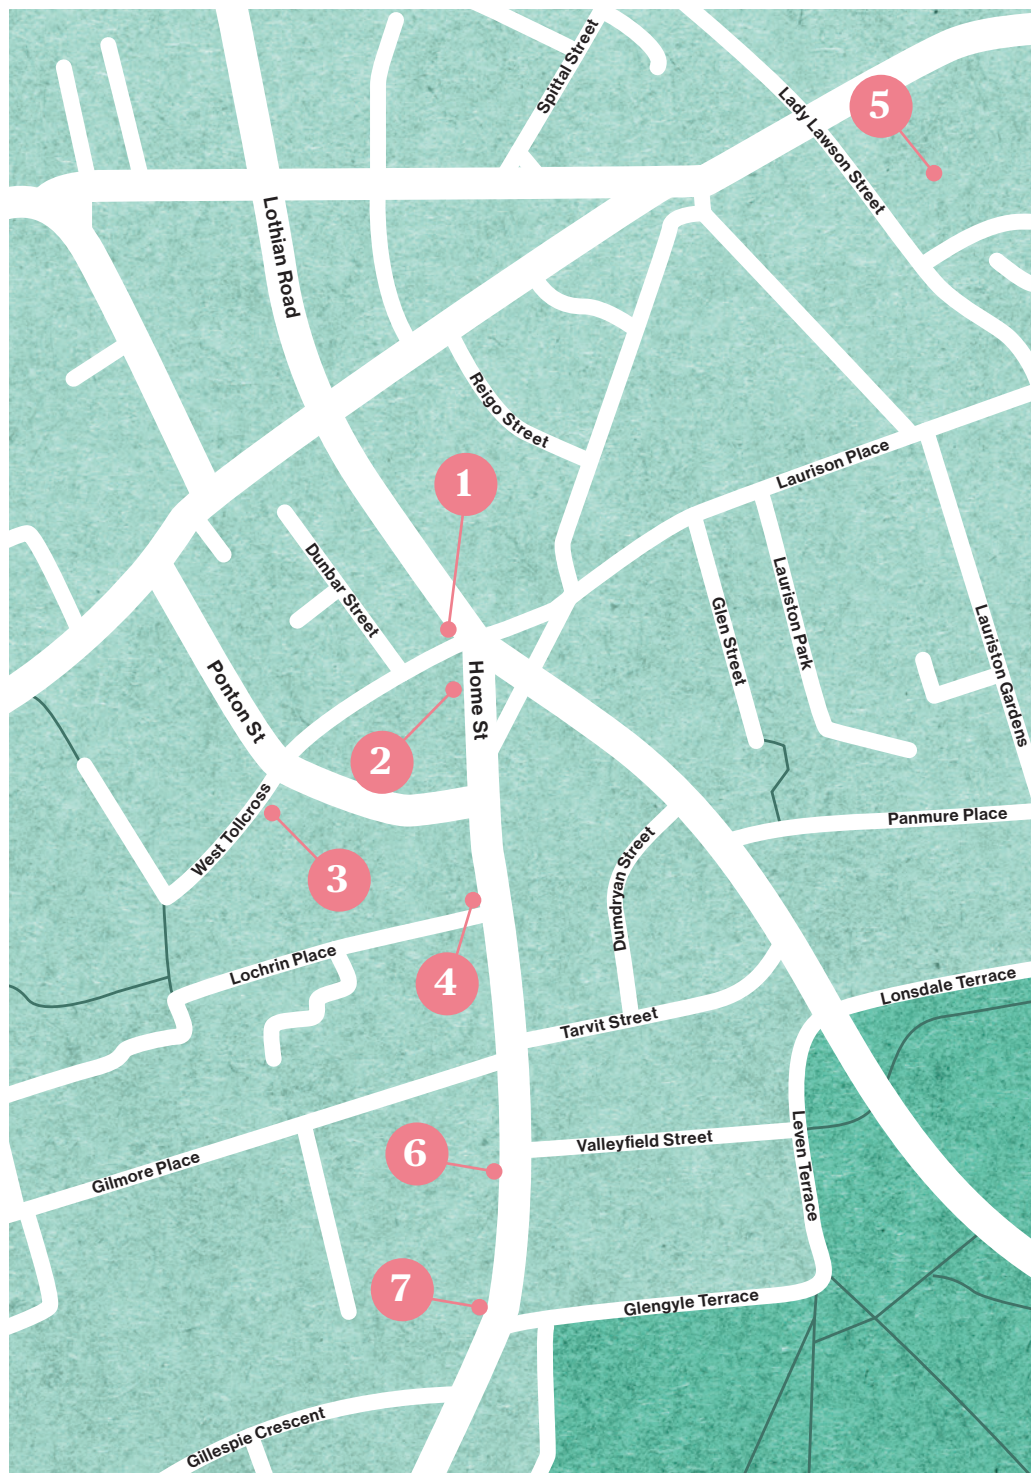 Spittal Street
Lady Lawson Street
5
Lothian Road
Reigo Street
Laurison Place
1
Dunbar Street
Glen Street
Lauriston Park
Lauriston Gardens
Ponton St
Home St
2
West Tollcross
3
Panmure Place
Dumdryan Street
4
Lochrin Place
Lonsdale Terrace
Tarvit Street
Valleyfield Street
Leven Terrace
6
Gilmore Place
7
Glengyle Terrace
Gillespie Crescent